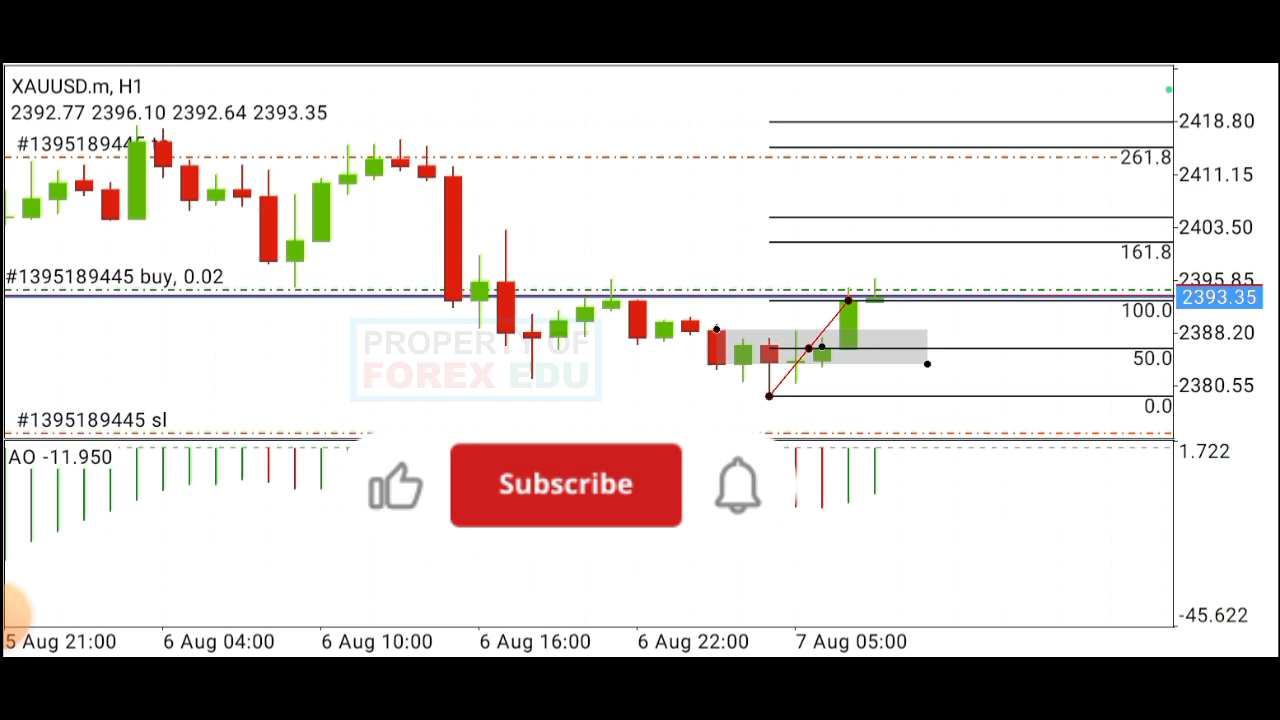 XAUUSD.m, H1
2392.77 2396.10 2392.64 2393.35
#1395189445 t
2418.80
261.8
2411.15
2403.50
161.8
#1395189445 buy, 0.02
2395.85
2393.35
100.0
2388.20
PROPERTY OF
FOREX EDU
50.0
2380.55
0.0
#1395189445 sl
AO -11.950
1.722
Subscribe
-45.622
5 Aug 21:00
6 Aug 04:00
6 Aug 10:00
6 Aug 16:00
6 Aug 22:00
7 Aug 05:00